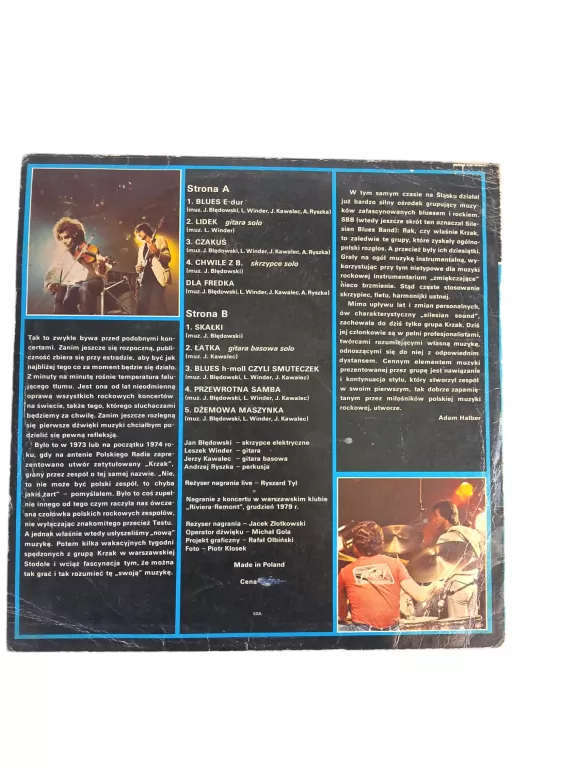 Tak to zwykle bywa przed podobnymi kon-
certami. Zanim jeszcze się rozpoczną, publi-
czność zbiera się przy estradzie, aby być jak
najbliżej tego co za moment będzie się działo.
Z minuty na minutę rośnie temperatura falu-
jącego tłumu. Jest ona od lat nieodmienną
oprawą wszystkich rockowych koncertów
na świecie, także tego, którego słuchaczami
będziemy za chwilę. Zanim jeszcze rozlegną
się pierwsze dźwięki muzyki chciałbym po-
dzielić się pewną refleksją.
Było to w 1973 lub na początku 1974 ro-
ku, gdy na antenie Polskiego Radia zapre-
zentowano utwór zatytułowany „Krzak",
grany przez zespół o tej samej nazwie. „Nie,
to nie może być polski zespół, to chyba
jakiś „żart" – pomyślałem. Było to coś zupeł-
nie innego od tego czym raczyła nas ówcze-
sna czołówka polskich rockowych zespołów,
nie wyłączając znakomitego przecież Testu.
A jednak właśnie wtedy usłyszeliśmy „nową"
muzykę. Potem kilka wakacyjnych tygodni
spędzonych z grupą Krzak w warszawskiej
Stodole i wciąż fascynacja tym, że można
tak grać i tak rozumieć tę „swoją" muzykę.
Strona A
1. BLUES E-dur
(muz. J. Błędowski, L. Winder, J. Kawalec, A. Ryszka)
2. LIDEK gitara solo
(muz. L. Winder)
3. CZAKUŚ
(muz. J. Błędowski, L. Winder, J. Kawalec, A. Ryszka)
4. CHWILE Z B. skrzypce solo
(muz. J. Błędowski)
DLA FREDKA
(muz. J. Błędowski, L. Winder, J. Kawalec, A. Ryszka)
Strona B
1. SKAŁKI
(muz. J. Błędowski)
2. ŁATKA gitara basowa solo
(muz. J. Kawalec)
3. BLUES h-moll CZYLI SMUTECZEK
(muz. J. Błędowski, L. Winder, J. Kawalec)
4. PRZEWROTNA SAMBA
(muz. J. Błędowski, L. Winder, J. Kawalec)
5. DŻEMOWA MASZYNKA
(muz. J. Błędowski, L. Winder, J. Kawalec)
Jan Błędowski – skrzypce elektryczne
Leszek Winder – gitara
Jerzy Kawalec – gitara basowa
Andrzej Ryszka – perkusja
Reżyser nagrania live – Ryszard Tyl
Nagranie z koncertu w warszawskim klubie
„Riviera-Remont", grudzień 1979 r.
Reżyser nagrania – Jacek Złotkowski
Operator dźwięku – Michał Gola
Projekt graficzny – Rafał Olbiński
Foto – Piotr Kłosek
Made in Poland
Cena
W tym samym czasie na Śląsku działał
już bardzo silny ośrodek grupujący muzy-
ków zafascynowanych bluesem i rockiem.
SBB (wtedy jeszcze skrót ten oznaczał Sile-
sian Blues Band); Rak, czy właśnie Krzak,
to zaledwie te grupy, które zyskały ogólno-
polski rozgłos. A przecież były ich dziesiątki.
Grały na ogół muzykę instrumentalną, wy-
korzystując przy tym nietypowe dla muzyki
rockowej instrumentarium „zmiękczające"
nieco brzmienie. Stąd częste stosowanie
skrzypiec, fletu, harmonijki ustnej.
Mimo upływu lat i zmian personalnych,
ów charakterystyczny „silesian sound",
zachowała do dziś tylko grupa Krzak. Dziś
jej członkowie są w pełni profesjonalistami,
twórcami rozumiejącymi własną muzykę,
odnoszącymi się do niej z odpowiednim
dystansem. Cennym elementem muzyki
prezentowanej przez grupę jest nawiązanie
i kontynuacja stylu, który stworzył zespół
w swoim pierwszym, tak dobrze zapamię-
tanym przez miłośników polskiej muzyki
rockowej, utworze.
Adam Halber